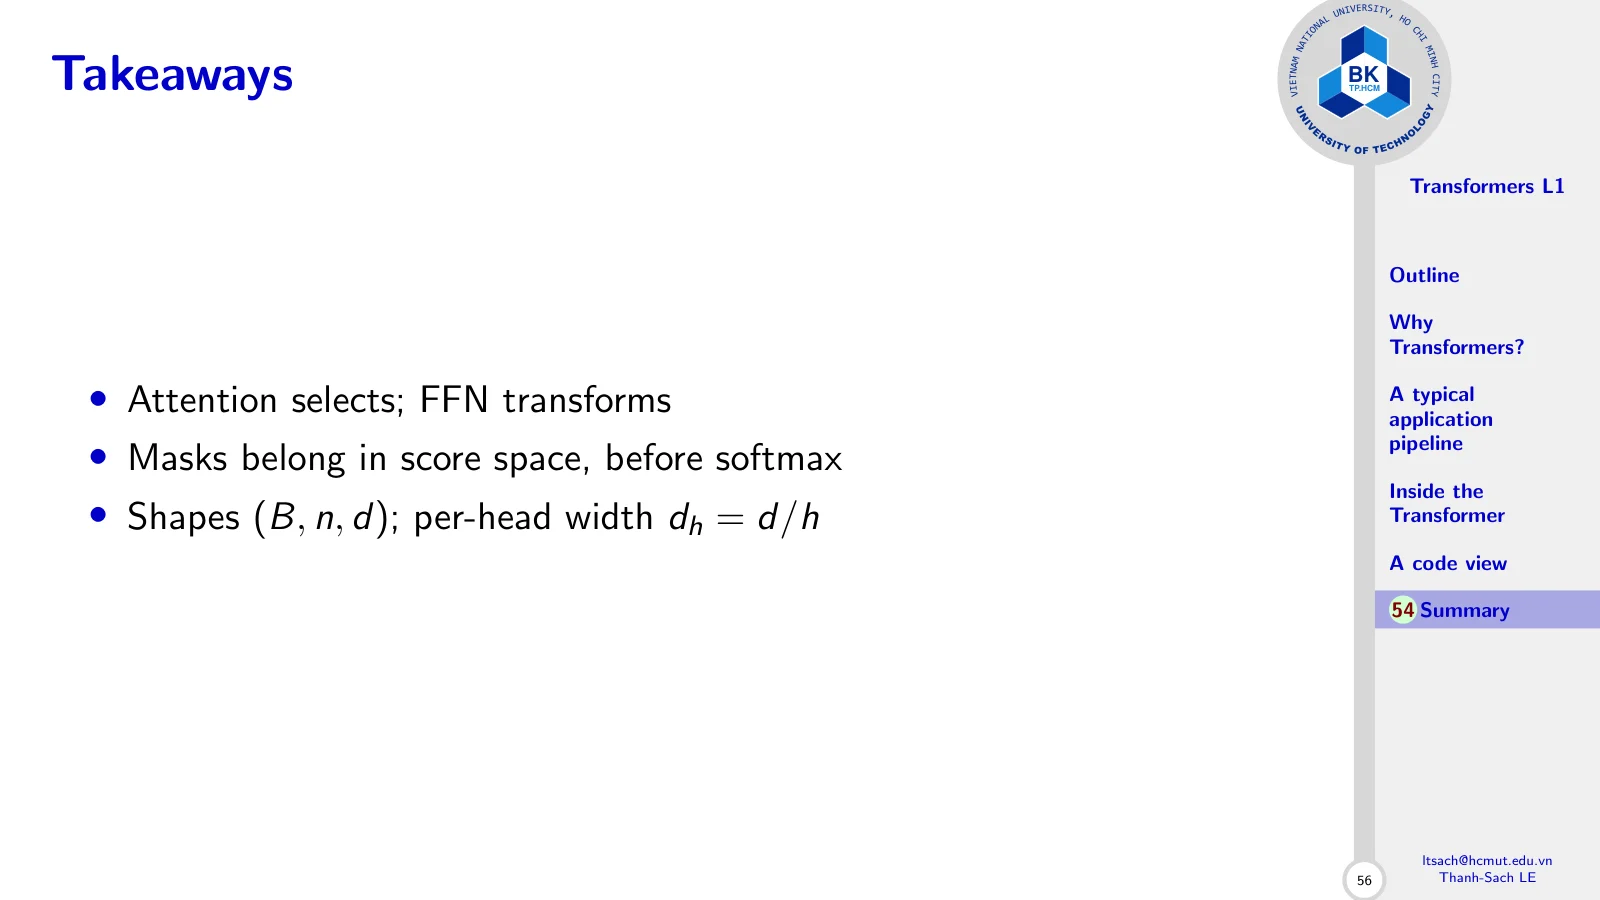 Takeaways
• Attention selects; FFN transforms
• Masks belong in score space, before softmax
• Shapes (B, n, d); per-head width dₕ = d/h
VIETNAM NATIONAL UNIVERSITY, HO CHI MINH CITY
BK
TP.HCM
UNIVERSITY OF TECHNOLOGY
Transformers L1
Outline
Why
Transformers?
A typical
application
pipeline
Inside the
Transformer
A code view
54 Summary
ltsach@hcmut.edu.vn
Thanh-Sach LE
56